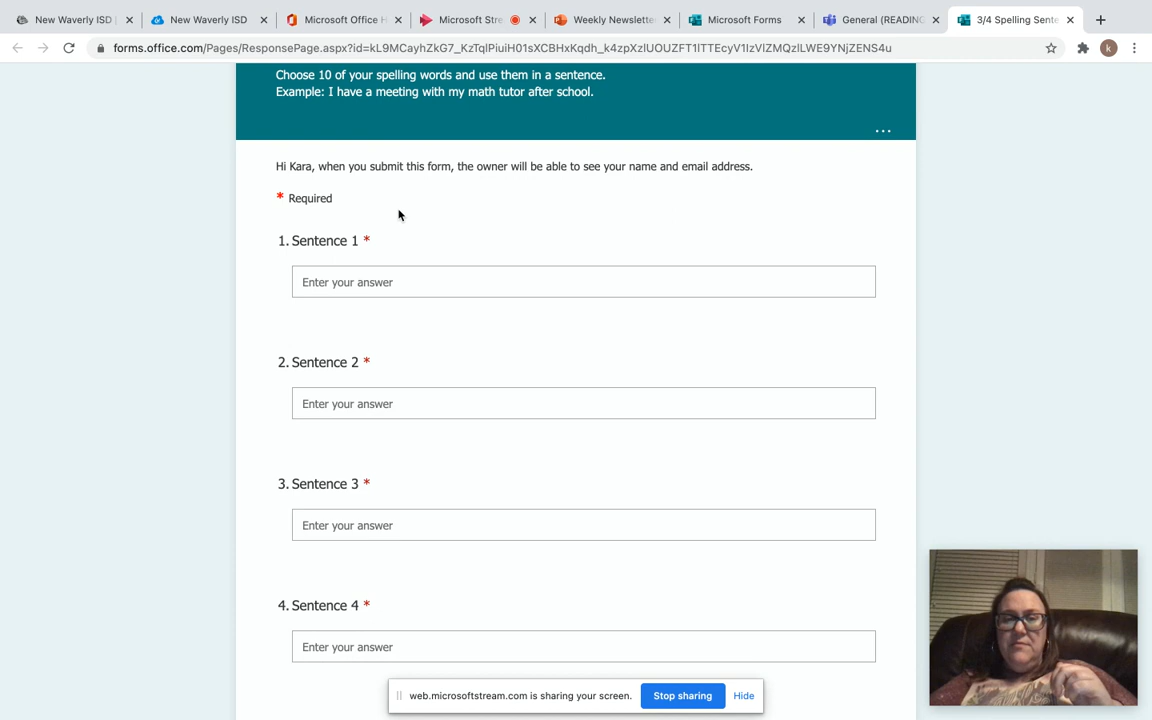 New Waverly ISD |
New Waverly ISD
Microsoft Office H
Microsoft Stre
Weekly Newslette
Microsoft Forms
General (READING
3/4 Spelling Sente
forms.office.com/Pages/ResponsePage.aspx?id=kL9MCayhZkG7_KzTqlPiuiH01sXCBHxKqdh_k4zpXzlUOUZFT1lTTEcyV1IzVlZMQzlLWE9YNjZENS4u
k
Choose 10 of your spelling words and use them in a sentence.
Example: I have a meeting with my math tutor after school.
...
Hi Kara, when you submit this form, the owner will be able to see your name and email address.
* Required
1. Sentence 1 *
Enter your answer
2. Sentence 2 *
Enter your answer
3. Sentence 3 *
Enter your answer
4. Sentence 4 *
Enter your answer
web.microsoftstream.com is sharing your screen.
Stop sharing
Hide